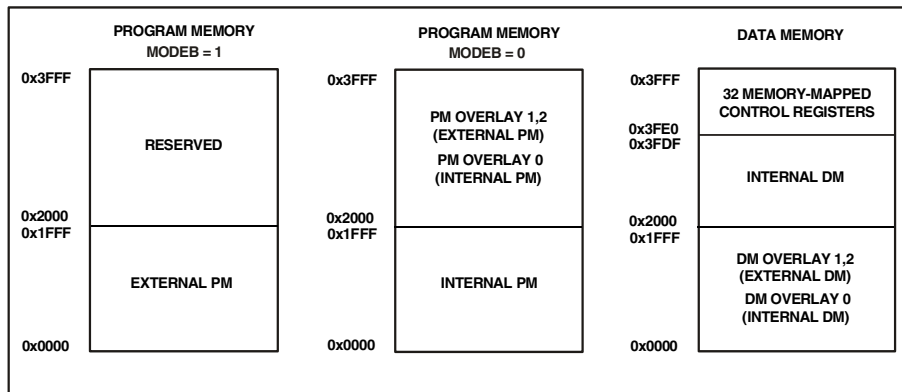 PROGRAM MEMORY
MODEB = 1
0x3FFF
RESERVED
0x2000
0x1FFF
EXTERNAL PM
0x0000
PROGRAM MEMORY
MODEB = 0
0x3FFF
PM OVERLAY 1,2
(EXTERNAL PM)
PM OVERLAY 0
(INTERNAL PM)
0x2000
0x1FFF
INTERNAL PM
0x0000
DATA MEMORY
0x3FFF
32 MEMORY-MAPPED
CONTROL REGISTERS
0x3FE0
0x3FDF
INTERNAL DM
0x2000
0x1FFF
DM OVERLAY 1,2
(EXTERNAL DM)
DM OVERLAY 0
(INTERNAL DM)
0x0000